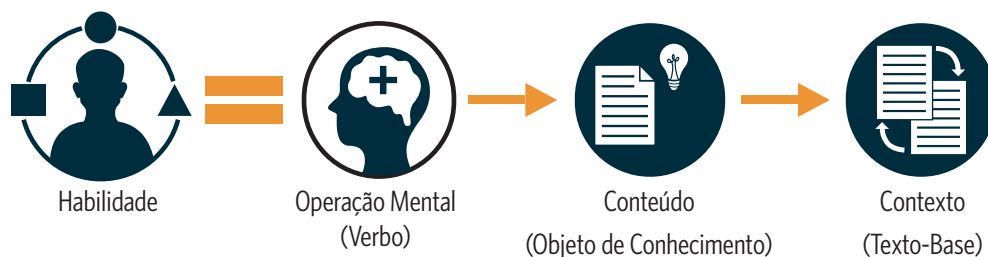 Habilidade
Operação Mental
(Verbo)
Conteúdo
(Objeto de Conhecimento)
Contexto
(Texto-Base)